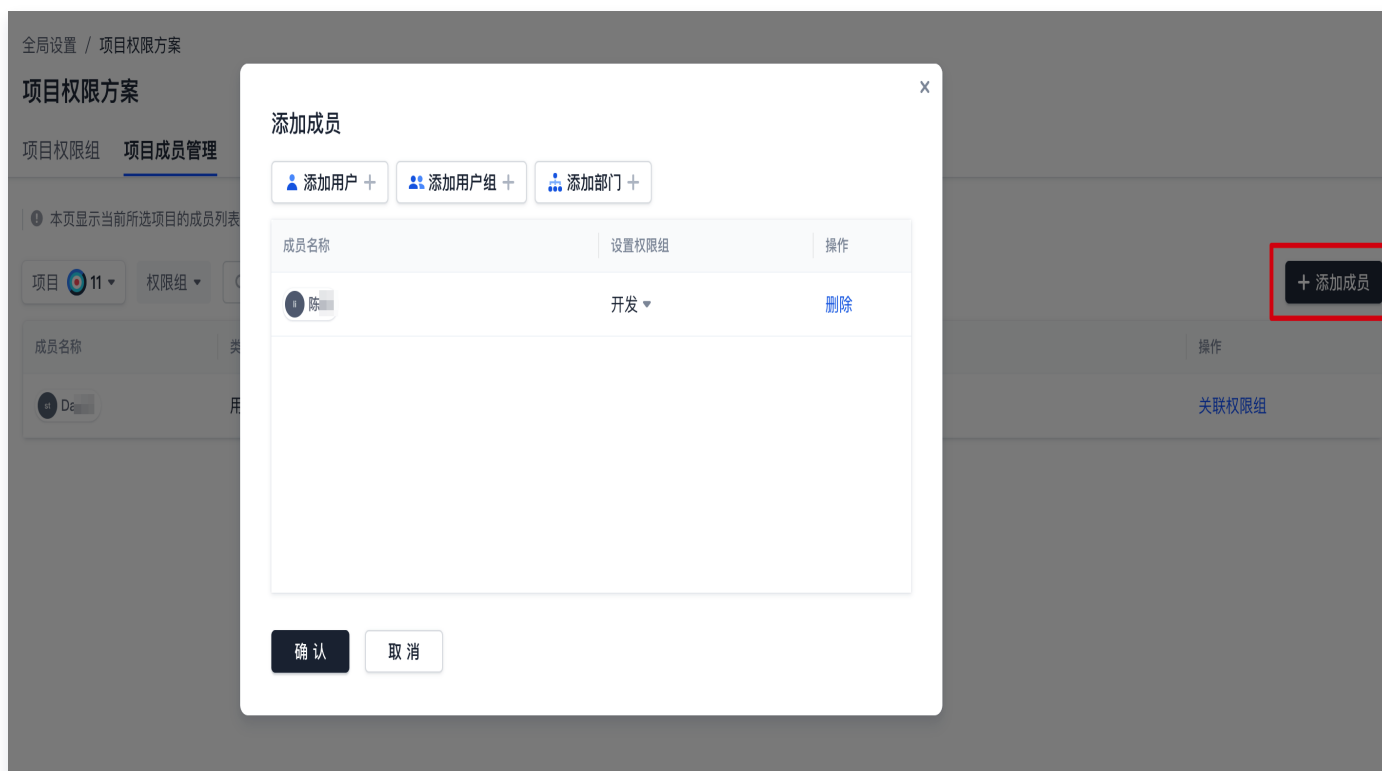 全局设置 / 项目权限方案
项目权限方案
项目权限组 项目成员管理
本页显示当前所选项目的成员列表
项目 11 权限组
+ 添加成员
成员名称 类 操作
st Da 用 关联权限组
x
添加成员
添加用户 + 添加用户组 + 添加部门 +
成员名称 设置权限组 操作
陈 开发 删除
确 认 取 消